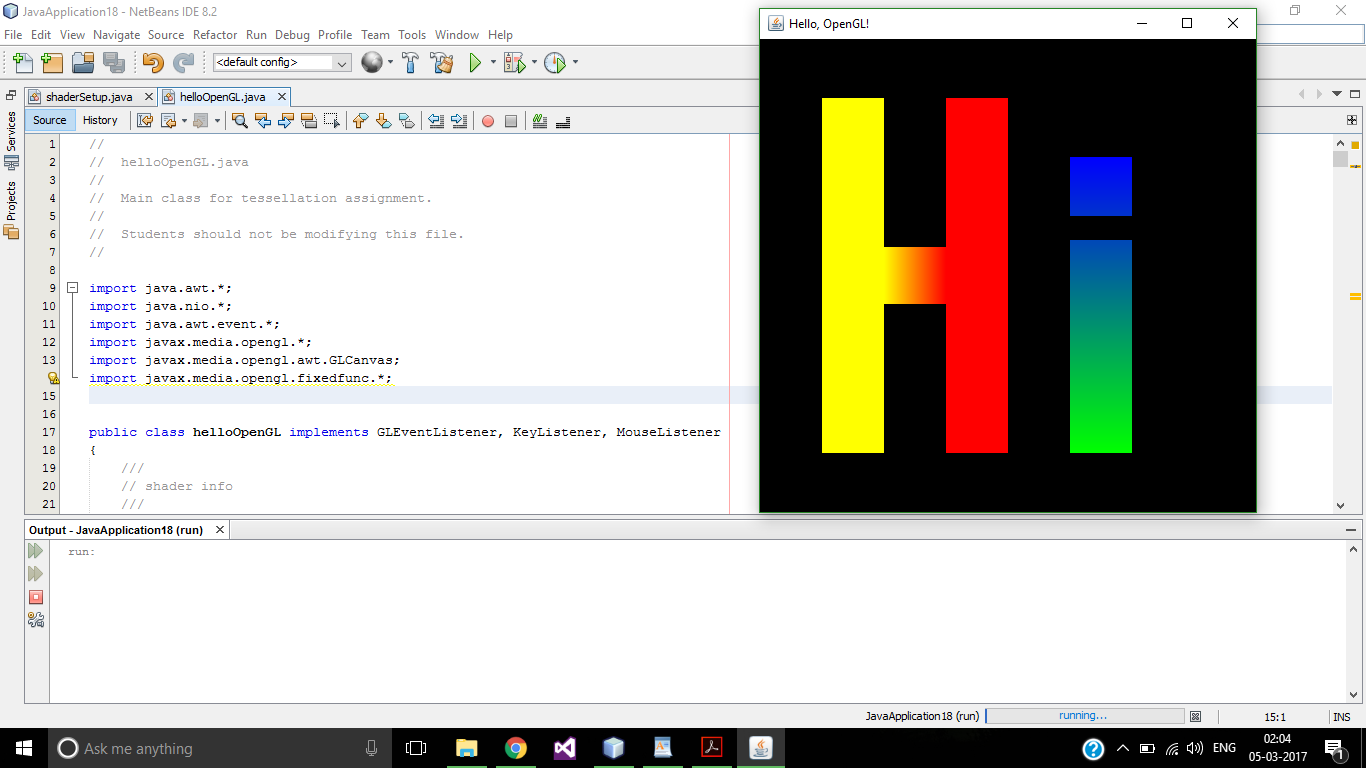 JavaApplication18 - NetBeans IDE 8.2
File Edit View Navigate Source Refactor Run Debug Profile Team Tools Window Help
<default config>
shaderSetup.java helloOpenGL.java
Source History
Services
Projects
1 //
2 // helloOpenGL.java
3 //
4 // Main class for tessellation assignment.
5 //
6 // Students should not be modifying this file.
7 //
8
9 import java.awt.*;
10 import java.nio.*;
11 import java.awt.event.*;
12 import javax.media.opengl.*;
13 import javax.media.opengl.awt.GLCanvas;
14 import javax.media.opengl.fixedfunc.*;
15
16
17 public class helloOpenGL implements GLEventListener, KeyListener, MouseListener
18 {
19 ///
20 // shader info
21 ///
Hello, OpenGL!
Hi
Output - JavaApplication18 (run)
run:
JavaApplication18 (run) running... 15:1 INS
Ask me anything
ENG
02:04
05-03-2017
1